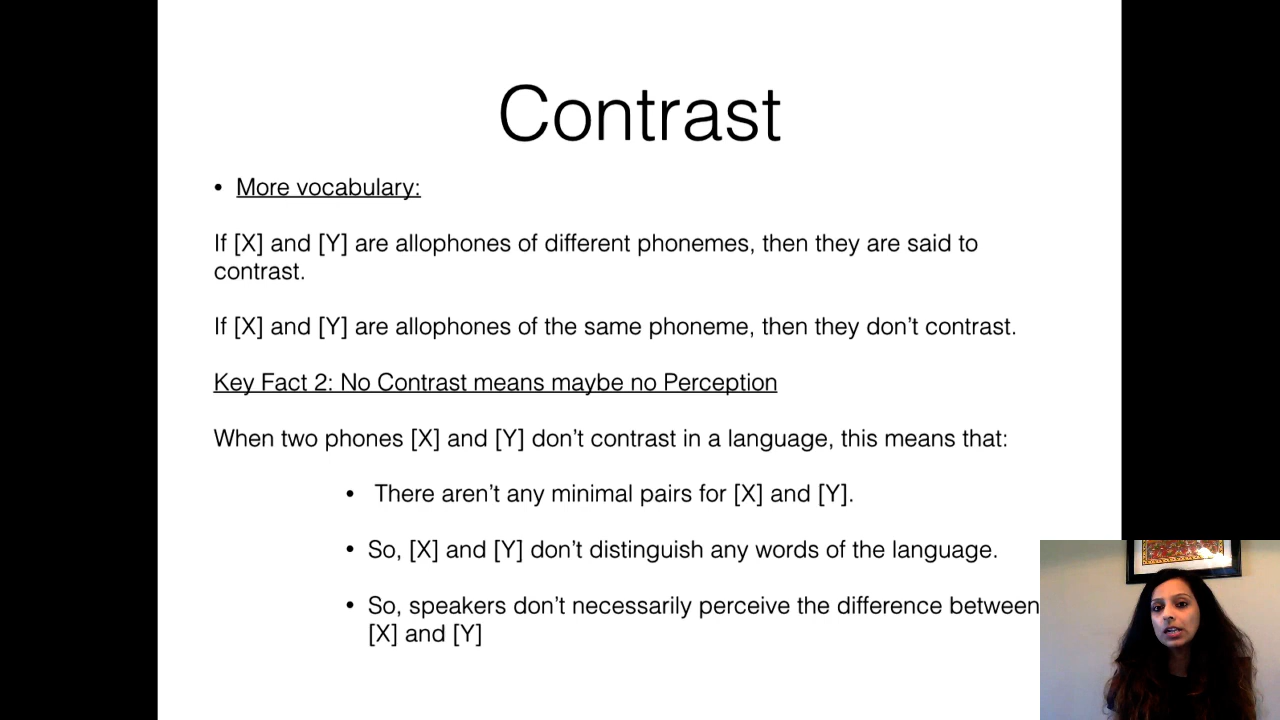 Contrast
• More vocabulary:
If [X] and [Y] are allophones of different phonemes, then they are said to
contrast.
If [X] and [Y] are allophones of the same phoneme, then they don’t contrast.
Key Fact 2: No Contrast means maybe no Perception
When two phones [X] and [Y] don’t contrast in a language, this means that:
• There aren’t any minimal pairs for [X] and [Y].
• So, [X] and [Y] don’t distinguish any words of the language.
• So, speakers don’t necessarily perceive the difference between
[X] and [Y]